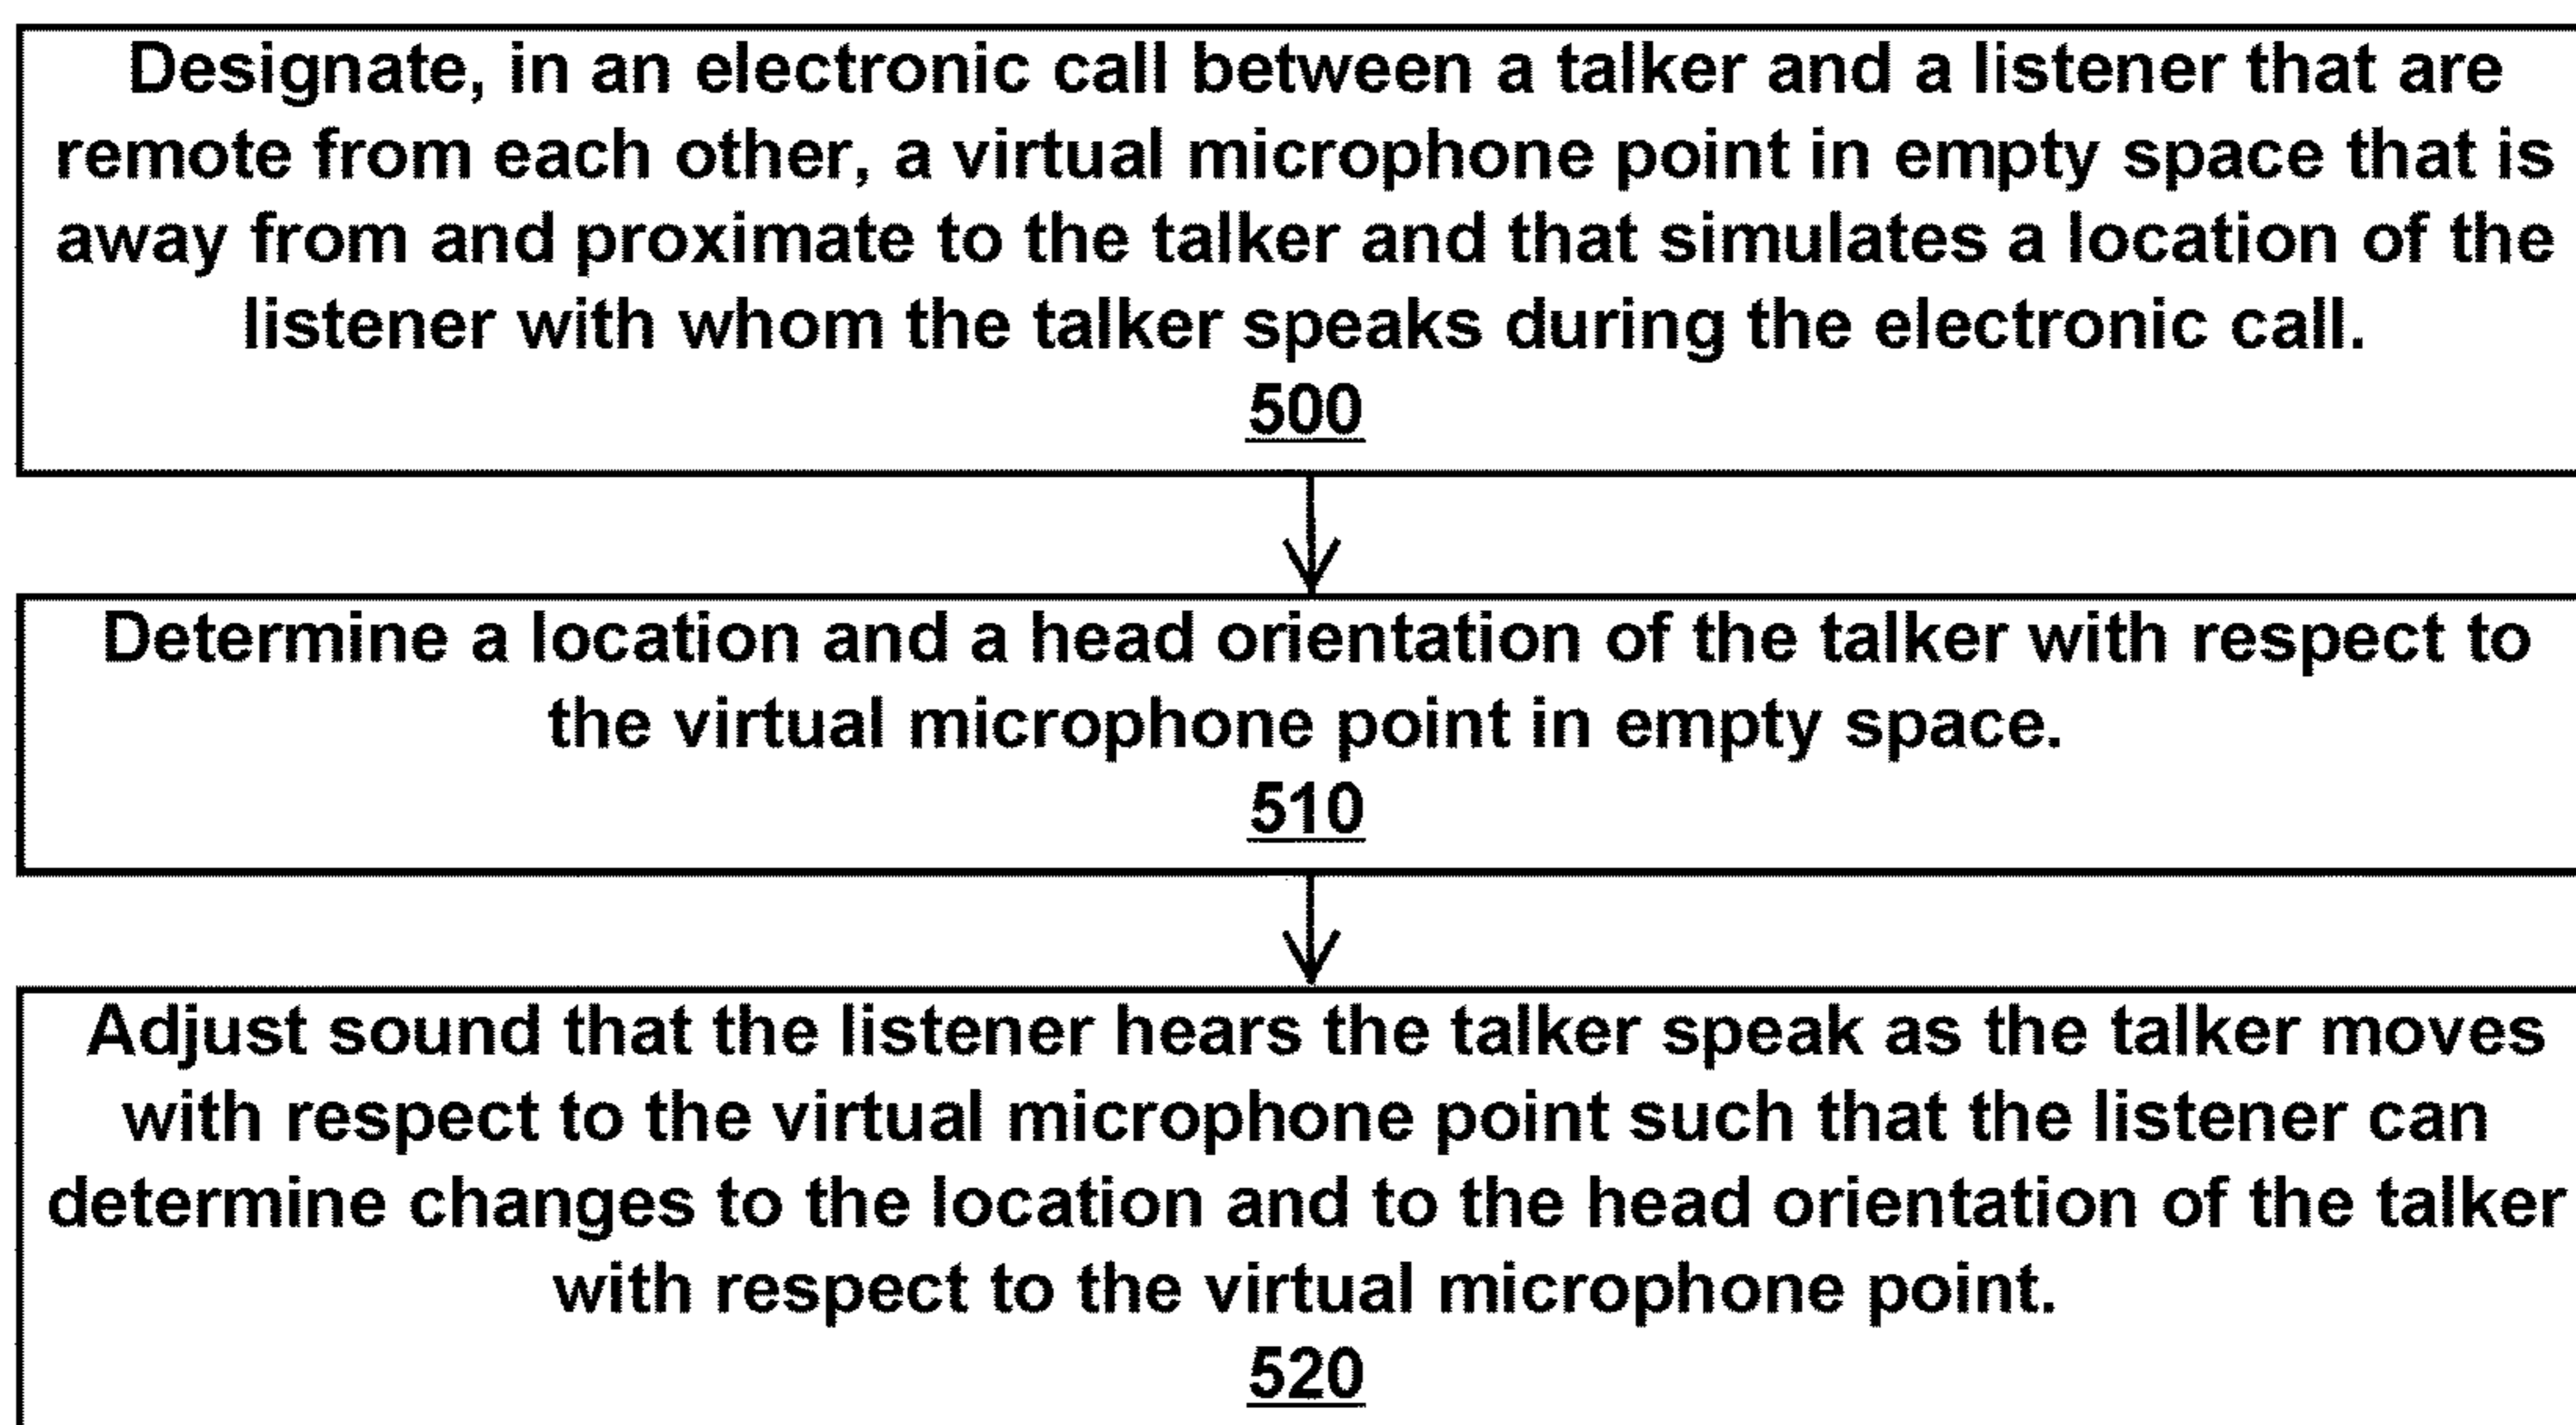 Designate, in an electronic call between a talker and a listener that are
remote from each other, a virtual microphone point in empty space that is
away from and proximate to the talker and that simulates a location of the
listener with whom the talker speaks during the electronic call.
500
Determine a location and a head orientation of the talker with respect to
the virtual microphone point in empty space.
510
Adjust sound that the listener hears the talker speak as the talker moves
with respect to the virtual microphone point such that the listener can
determine changes to the location and to the head orientation of the talker
with respect to the virtual microphone point.
520